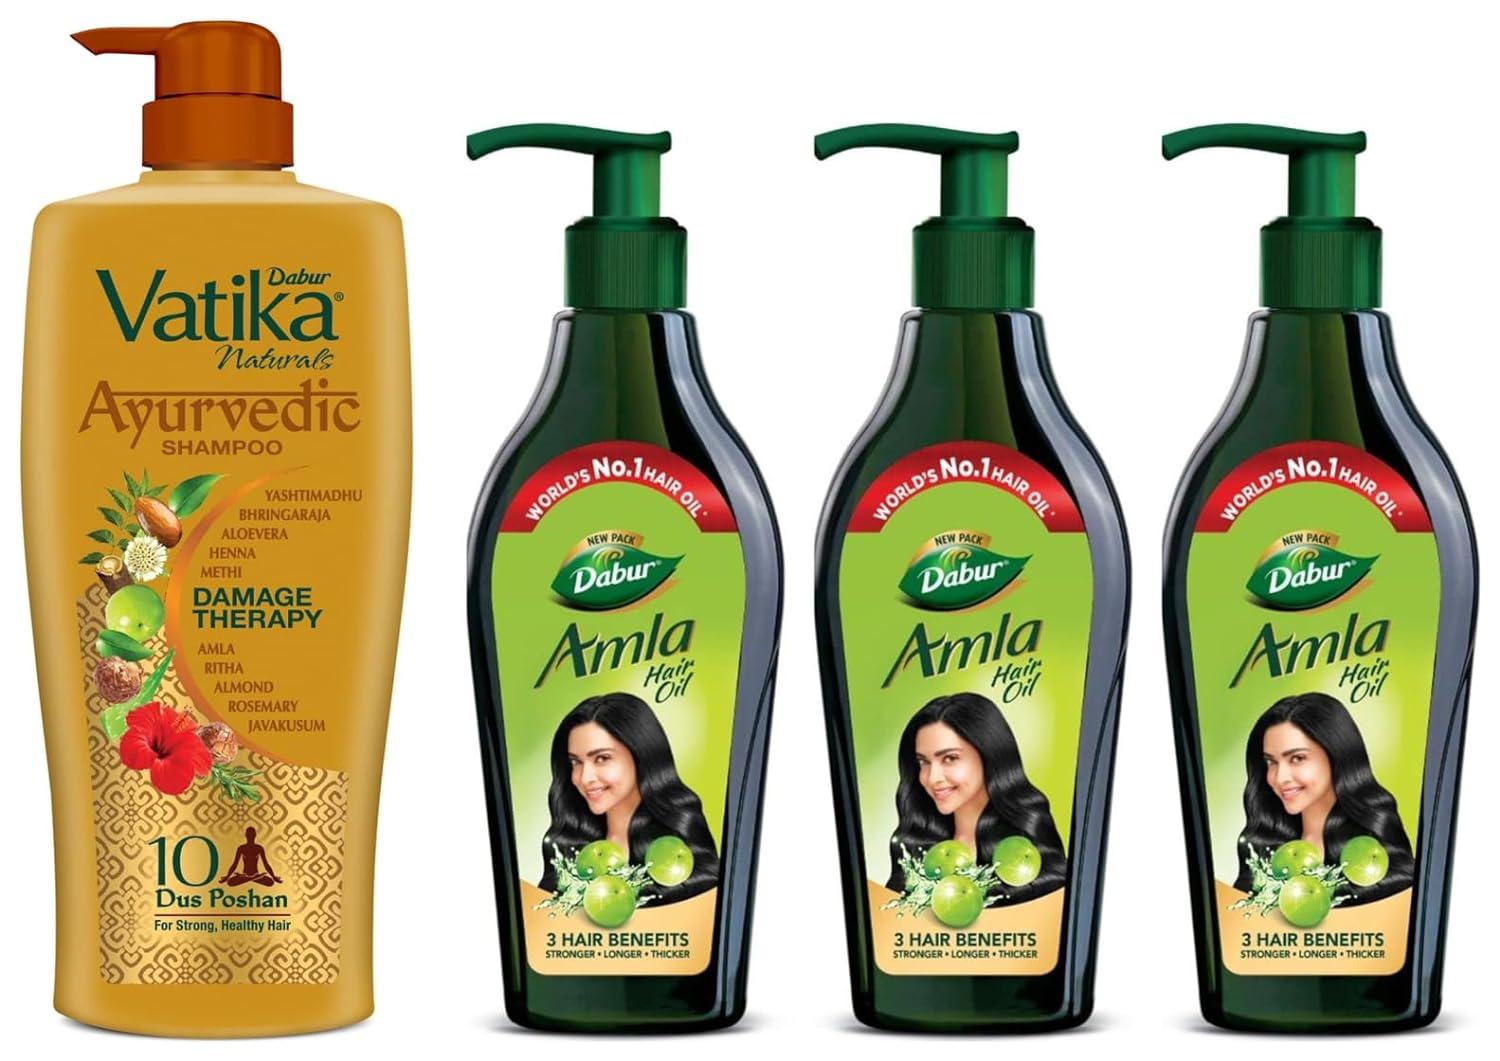 Dabur
Vatika®
Naturals
Ayurvedic
SHAMPOO
YASHTIMADHU
BHRINGARAJA
ALOEVERA
HENNA
METHI
DAMAGE
THERAPY
AMLA
RITHA
ALMOND
ROSEMARY
JAVAKUSUM
10
Dus Poshan
For Strong, Healthy Hair
WORLD'S No.1 HAIR OIL*
NEW PACK
Dabur®
Amla
Hair
Oil
3 HAIR BENEFITS
STRONGER • LONGER • THICKER
WORLD'S No.1 HAIR OIL*
NEW PACK
Dabur®
Amla
Hair
Oil
3 HAIR BENEFITS
STRONGER • LONGER • THICKER
WORLD'S No.1 HAIR OIL*
NEW PACK
Dabur®
Amla
Hair
Oil
3 HAIR BENEFITS
STRONGER • LONGER • THICKER